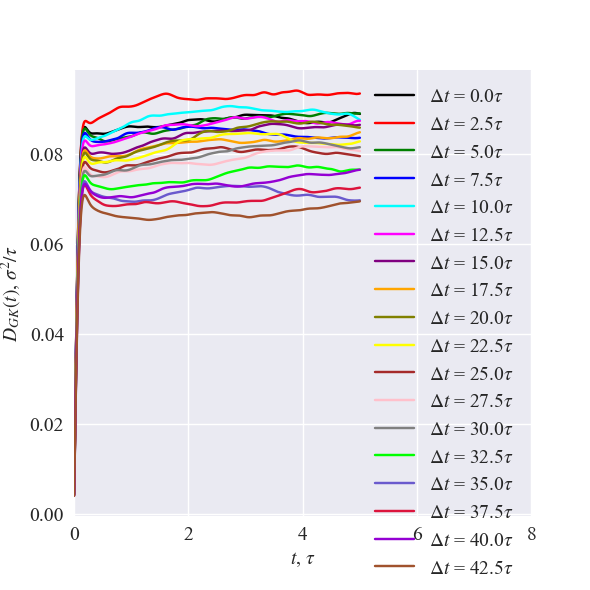 Δt = 0.0τ
Δt = 2.5τ
Δt = 5.0τ
Δt = 7.5τ
Δt = 10.0τ
Δt = 12.5τ
Δt = 15.0τ
Δt = 17.5τ
Δt = 20.0τ
Δt = 22.5τ
Δt = 25.0τ
Δt = 27.5τ
Δt = 30.0τ
Δt = 32.5τ
Δt = 35.0τ
Δt = 37.5τ
Δt = 40.0τ
Δt = 42.5τ
0.08
0.06
0.04
0.02
0.00
D_{GK}(t), σ²/τ
0 2 4 6 8
t, τ